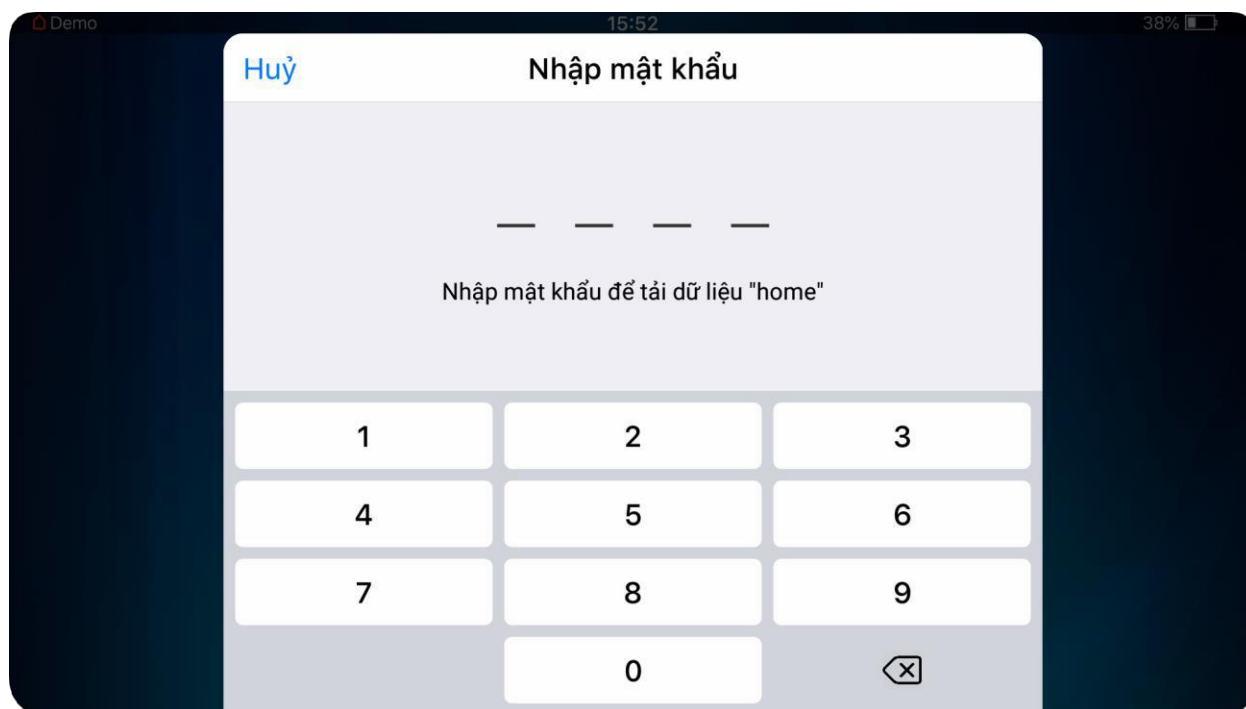 Demo
15:52
38%
Huỷ
Nhập mật khẩu
Nhập mật khẩu để tải dữ liệu "home"
1 2 3
4 5 6
7 8 9
0